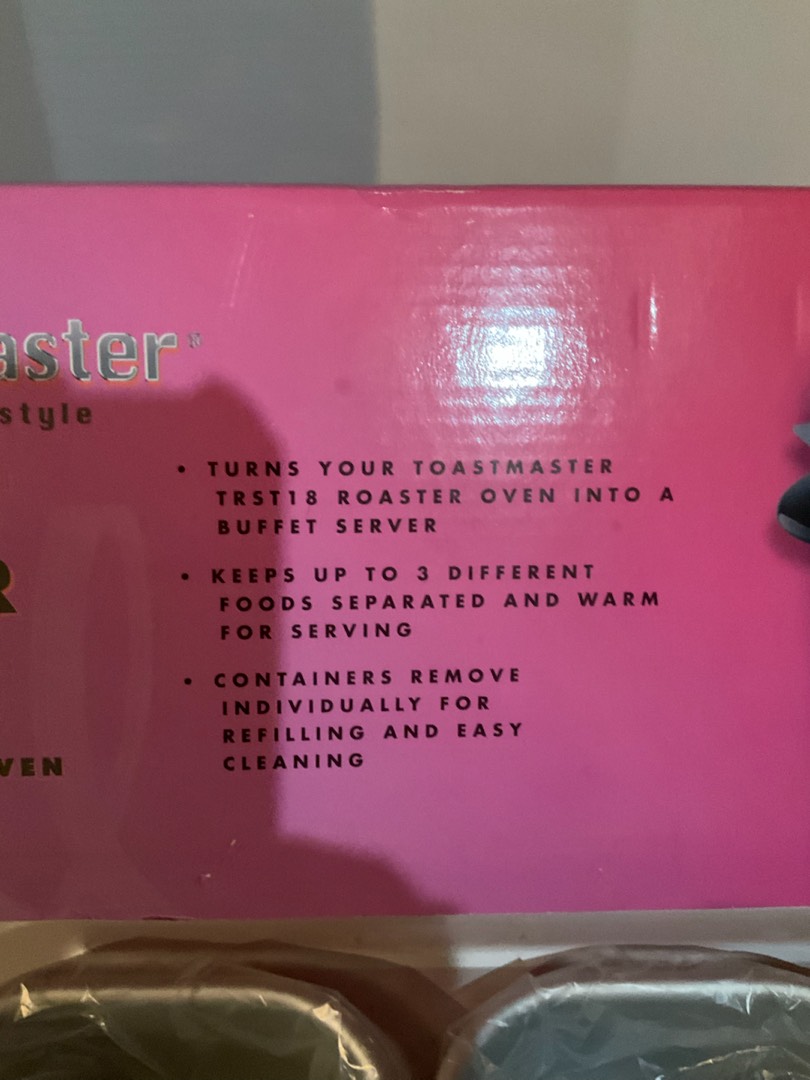 aster®
style
• TURNS YOUR TOASTMASTER
TRST18 ROASTER OVEN INTO A
BUFFET SERVER
• KEEPS UP TO 3 DIFFERENT
FOODS SEPARATED AND WARM
FOR SERVING
• CONTAINERS REMOVE
INDIVIDUALLY FOR
REFILLING AND EASY
CLEANING
R
VEN